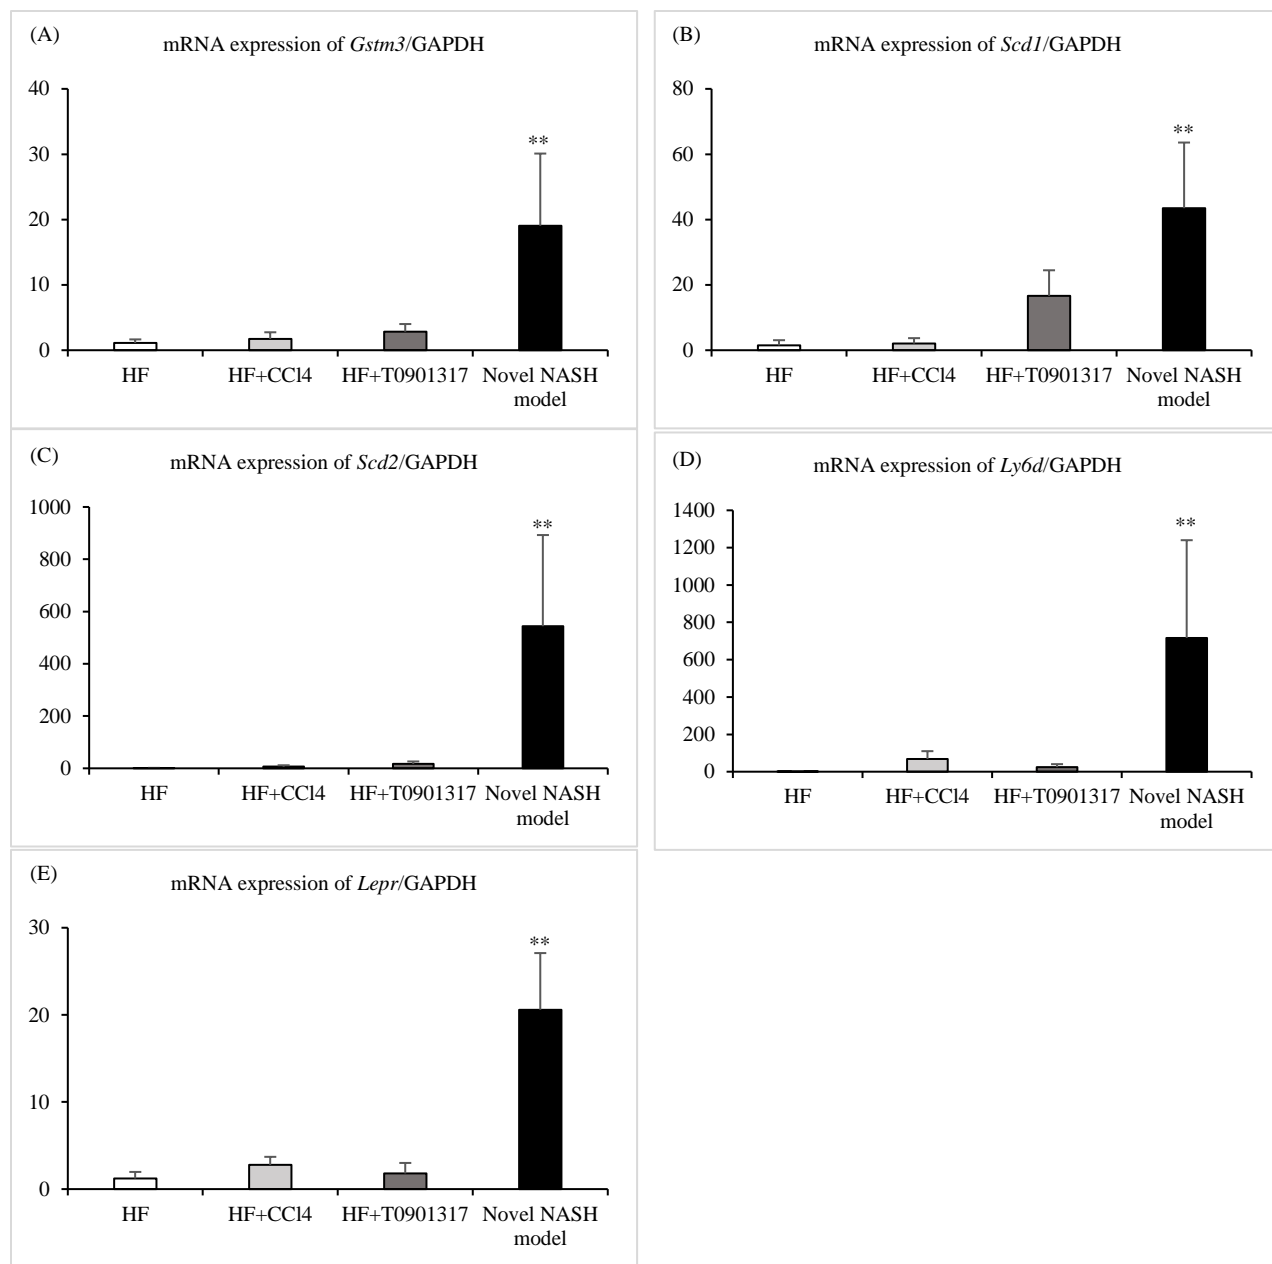 (A)
mRNA expression of Gstm3/GAPDH
40
30
20
10
0
**
HF
HF+CCl4
HF+T0901317
Novel NASH
model
(B)
mRNA expression of Scd1/GAPDH
80
60
40
20
0
**
HF
HF+CCl4
HF+T0901317
Novel NASH
model
(C)
mRNA expression of Scd2/GAPDH
1000
800
600
400
200
0
**
HF
HF+CCl4
HF+T0901317
Novel NASH
model
(D)
mRNA expression of Ly6d/GAPDH
1400
1200
1000
800
600
400
200
0
**
HF
HF+CCl4
HF+T0901317
Novel NASH
model
(E)
mRNA expression of Lepr/GAPDH
30
20
10
0
**
HF
HF+CCl4
HF+T0901317
Novel NASH
model